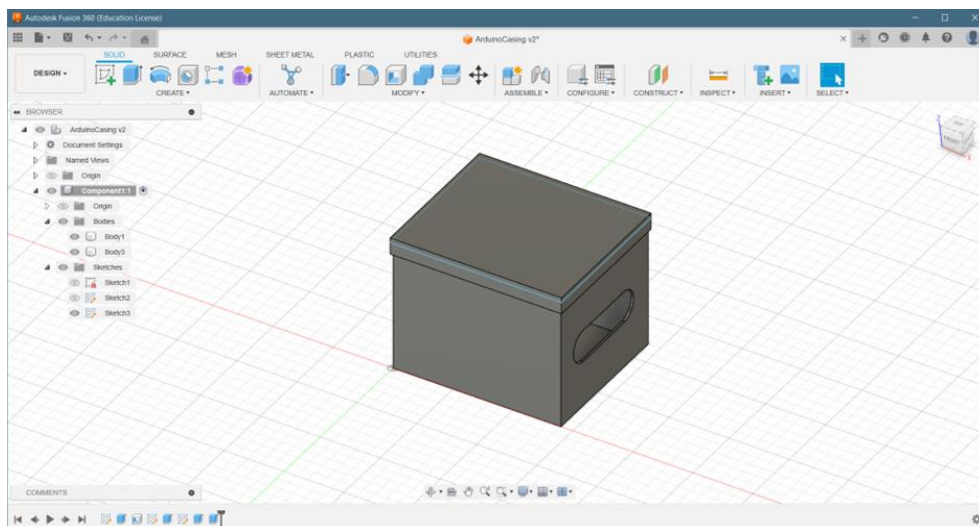 Autodesk Fusion 360 (Education License)
ArduinoCasing v2*
SOLID SURFACE MESH SHEET METAL PLASTIC UTILITIES
DESIGN
CREATE AUTOMATE MODIFY ASSEMBLE CONFIGURE CONSTRUCT INSPECT INSERT SELECT
BROWSER
ArduinoCasing v2
Document Settings
Named Views
Origin
Component1:1
Origin
Bodies
Body1
Body3
Sketches
Sketch1
Sketch2
Sketch3
TOP
FRONT
Z
X
COMMENTS